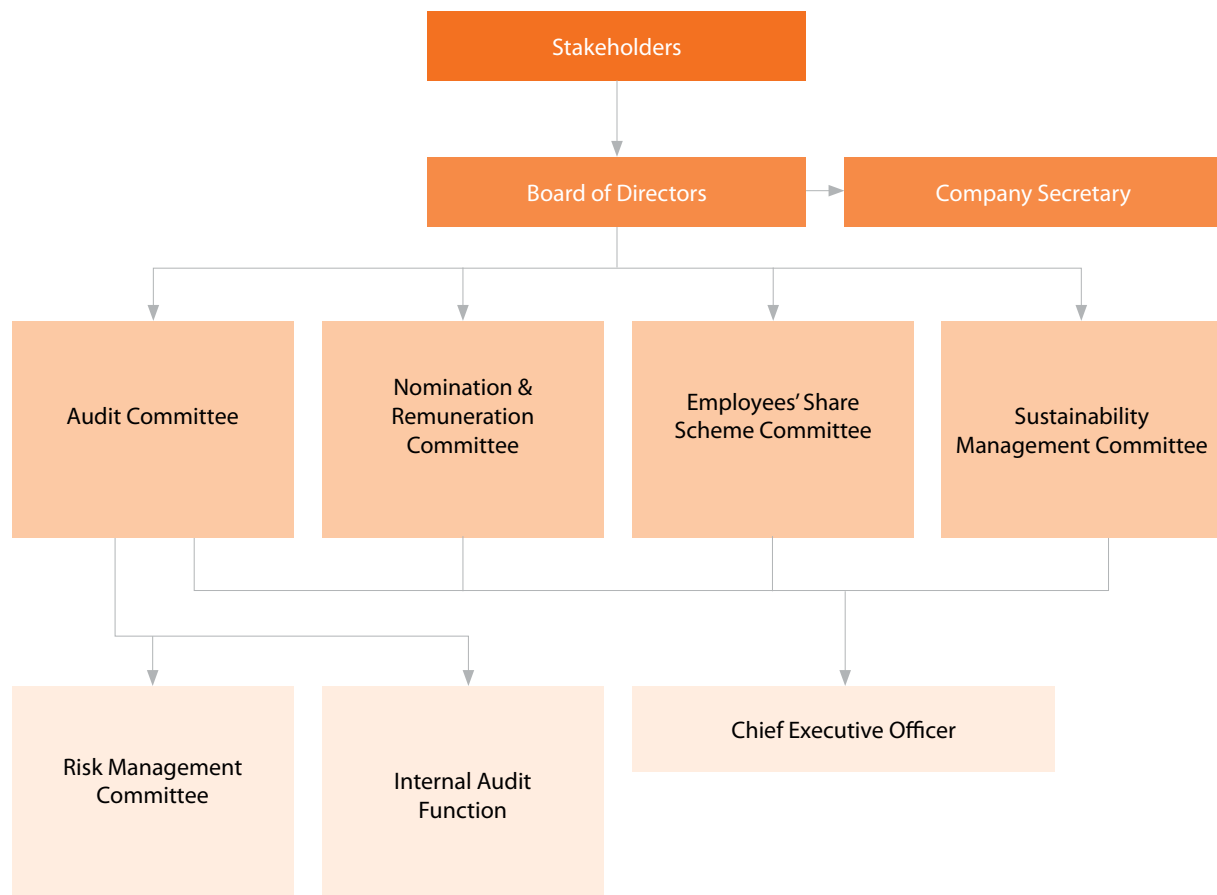 Stakeholders
Board of Directors
Company Secretary
Audit Committee
Nomination &
Remuneration
Committee
Employees’ Share
Scheme Committee
Sustainability
Management Committee
Risk Management
Committee
Internal Audit
Function
Chief Executive Officer